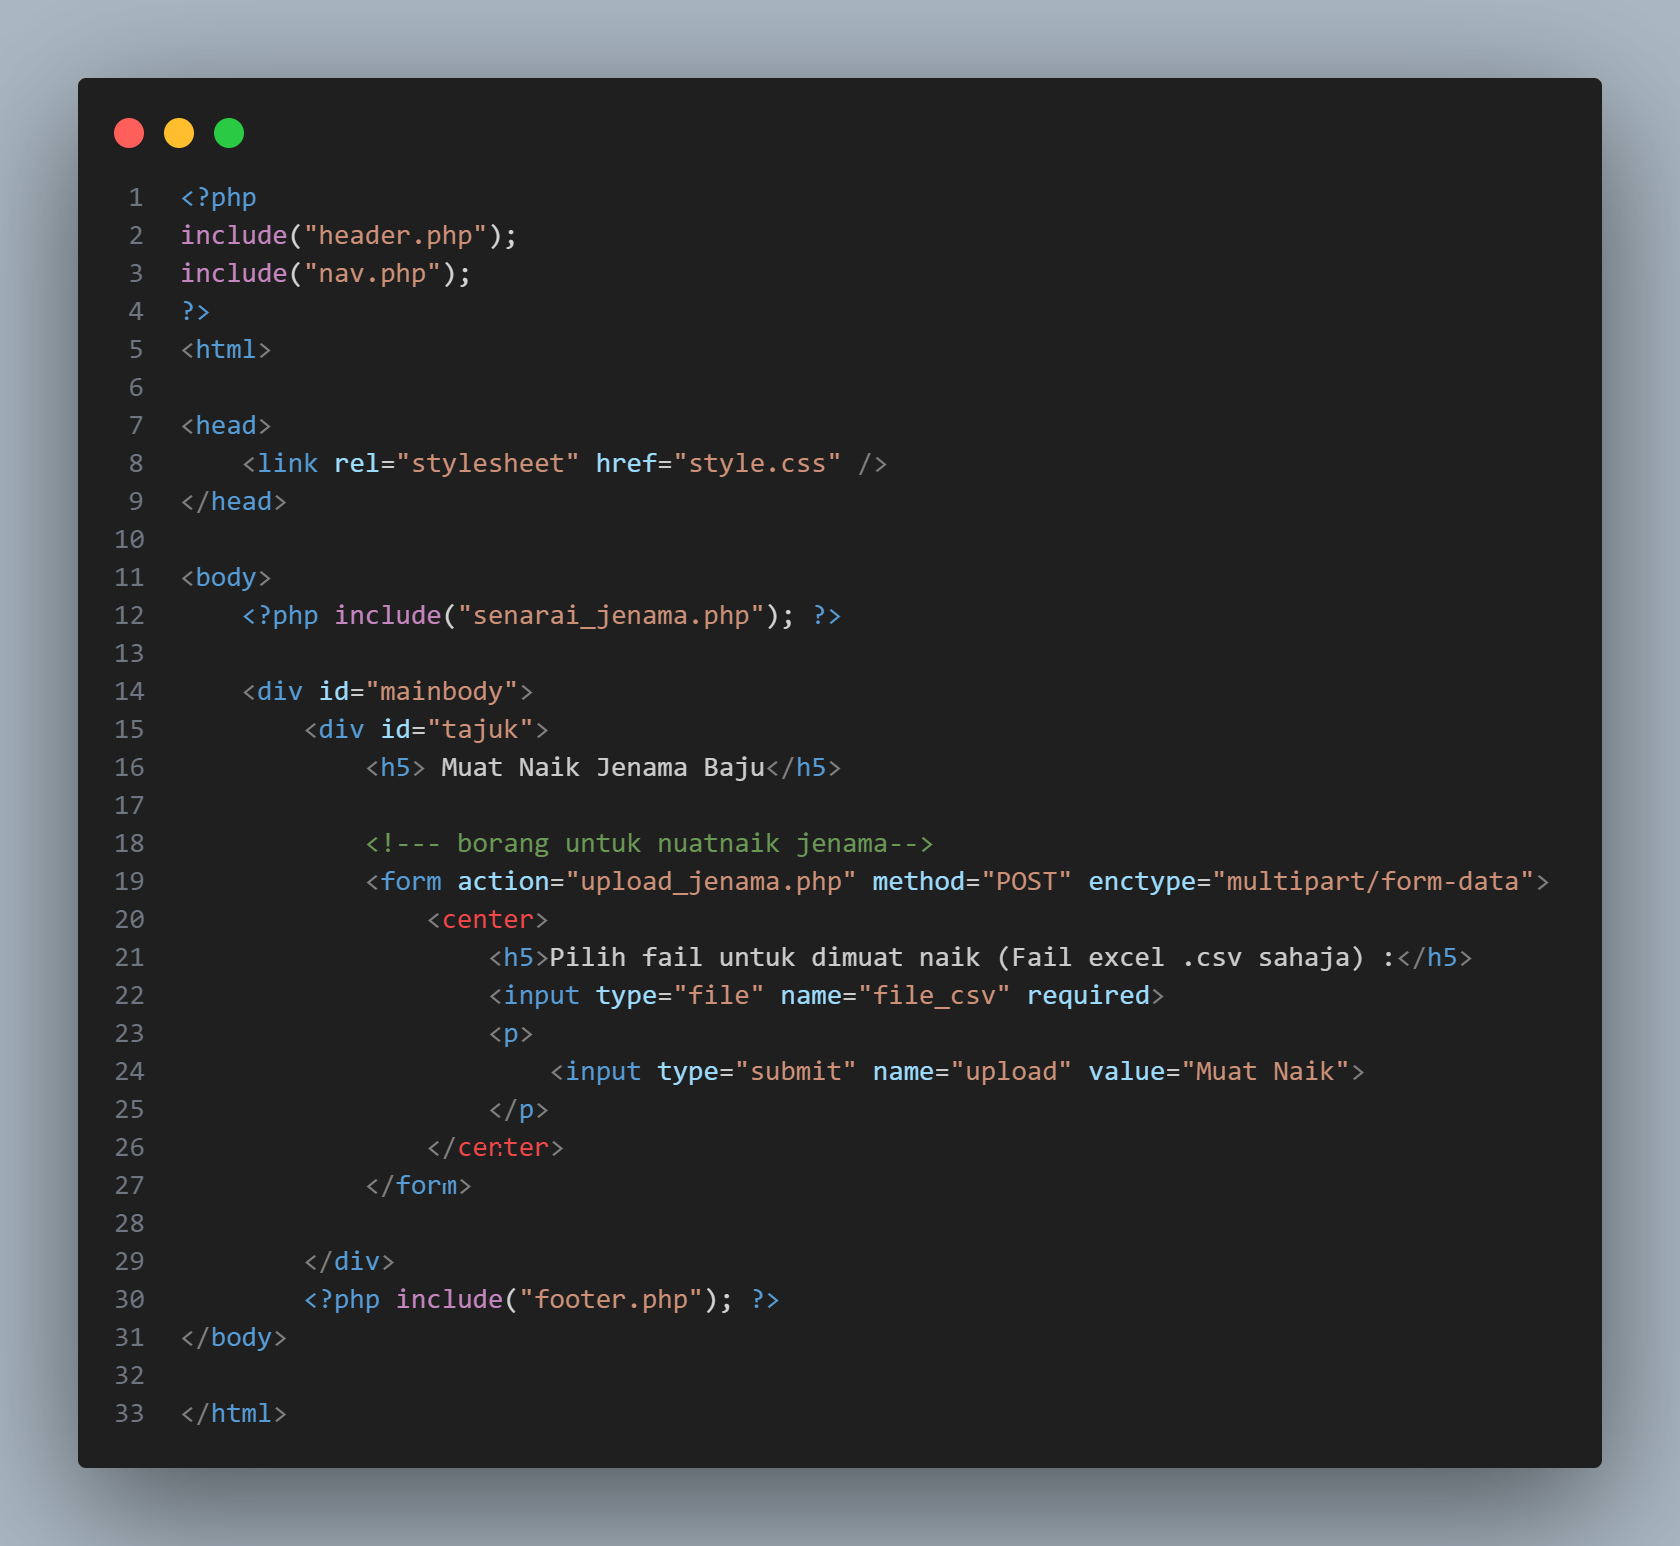 1 <?php
2 include("header.php");
3 include("nav.php");
4 ?>
5 <html>
6
7 <head>
8     <link rel="stylesheet" href="style.css" />
9 </head>
10
11 <body>
12     <?php include("senarai_jenama.php"); ?>
13
14     <div id="mainbody">
15         <div id="tajuk">
16             <h5> Muat Naik Jenama Baju</h5>
17
18             <!--- borang untuk nuatnaik jenama-->
19             <form action="upload_jenama.php" method="POST" enctype="multipart/form-data">
20                 <center>
21                     <h5>Pilih fail untuk dimuat naik (Fail excel .csv sahaja) :</h5>
22                     <input type="file" name="file_csv" required>
23                     <p>
24                         <input type="submit" name="upload" value="Muat Naik">
25                     </p>
26                 </center>
27             </form>
28
29         </div>
30         <?php include("footer.php"); ?>
31 </body>
32
33 </html>